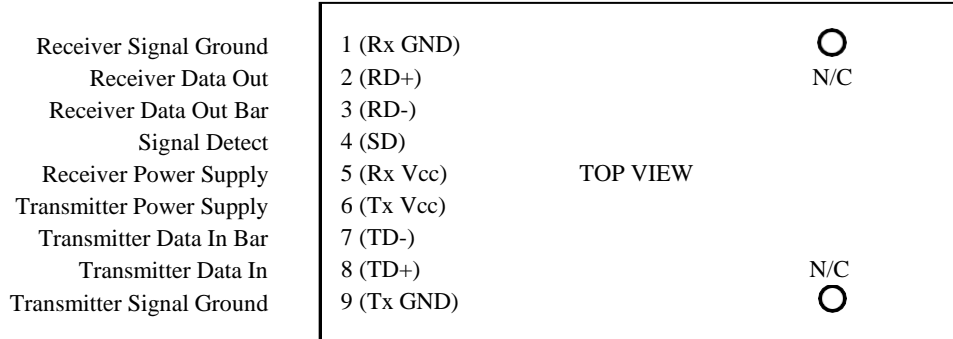 Receiver Signal Ground 1 (Rx GND)
Receiver Data Out 2 (RD+) N/C
Receiver Data Out Bar 3 (RD-)
Signal Detect 4 (SD)
Receiver Power Supply 5 (Rx Vcc) TOP VIEW
Transmitter Power Supply 6 (Tx Vcc)
Transmitter Data In Bar 7 (TD-)
Transmitter Data In 8 (TD+) N/C
Transmitter Signal Ground 9 (Tx GND)